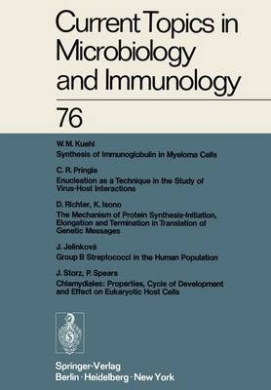 Current Topics in
Microbiology
and Immunology
76
W. M. Kuehl
Synthesis of Immunoglobulin in Myeloma Cells
C. R. Pringle
Enucleation as a Technique in the Study of
Virus-Host Interactions
D. Richter, K. Isono
The Mechanism of Protein Synthesis-Initiation,
Elongation and Termination in Translation of
Genetic Messages
J. Jelinková
Group B Streptococci in the Human Population
J. Storz, P. Spears
Chlamydiales: Properties, Cycle of Development
and Effect on Eukaryotic Host Cells
Springer-Verlag
Berlin · Heidelberg · New York